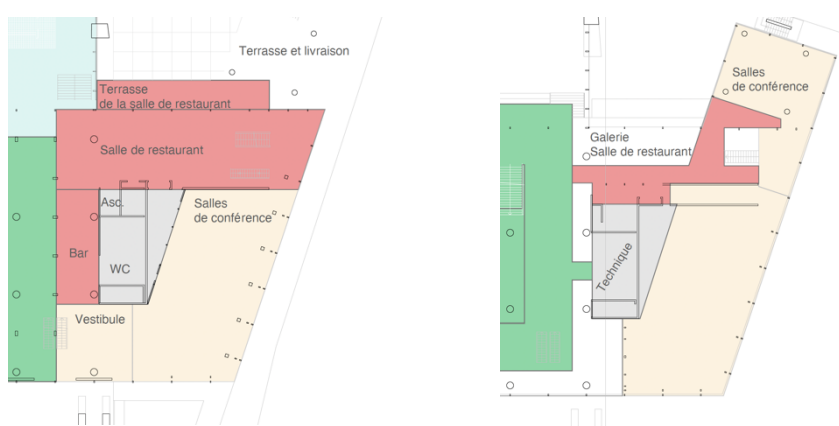 Terrasse et livraison
Terrasse
de la salle de restaurant
Salle de restaurant
Asc.
Salles
de conférence
Bar
WC
Vestibule
Salles
de conférence
Galerie
Salle de restaurant
Technique